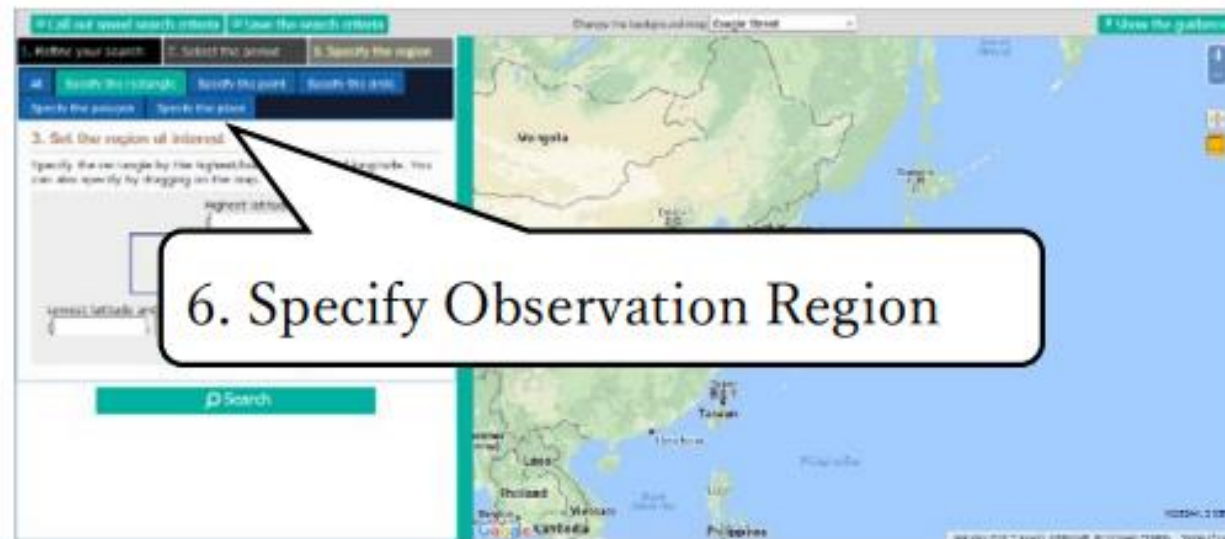 Call out saved search criteria Save the search criteria
Change the background map Google Street
Show the guidance
1. Refine your search 2. Select the period 3. Specify the region
All Specify the rectangle Specify the point Specify the circle
Specify the polygon Specify the place
3. Set the region of interest
Specify the rectangle by the highest longitude. You
can also specify by dragging on the map.
Highest latitude
6. Specify Observation Region
Lowest latitude and
Search
Mongolia
Taiwan
Laos
Thailand
Vietnam
Cambodia
Philippines
Google